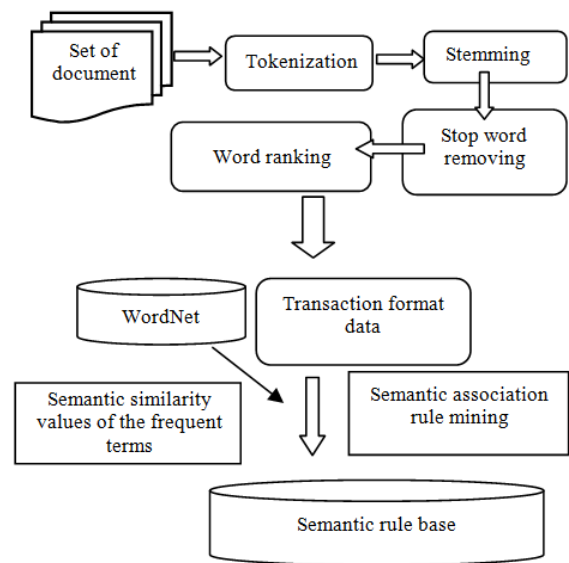 Set of
document
Tokenization
Stemming
Stop word
removing
Word ranking
WordNet
Transaction format
data
Semantic similarity
values of the frequent
terms
Semantic association
rule mining
Semantic rule base